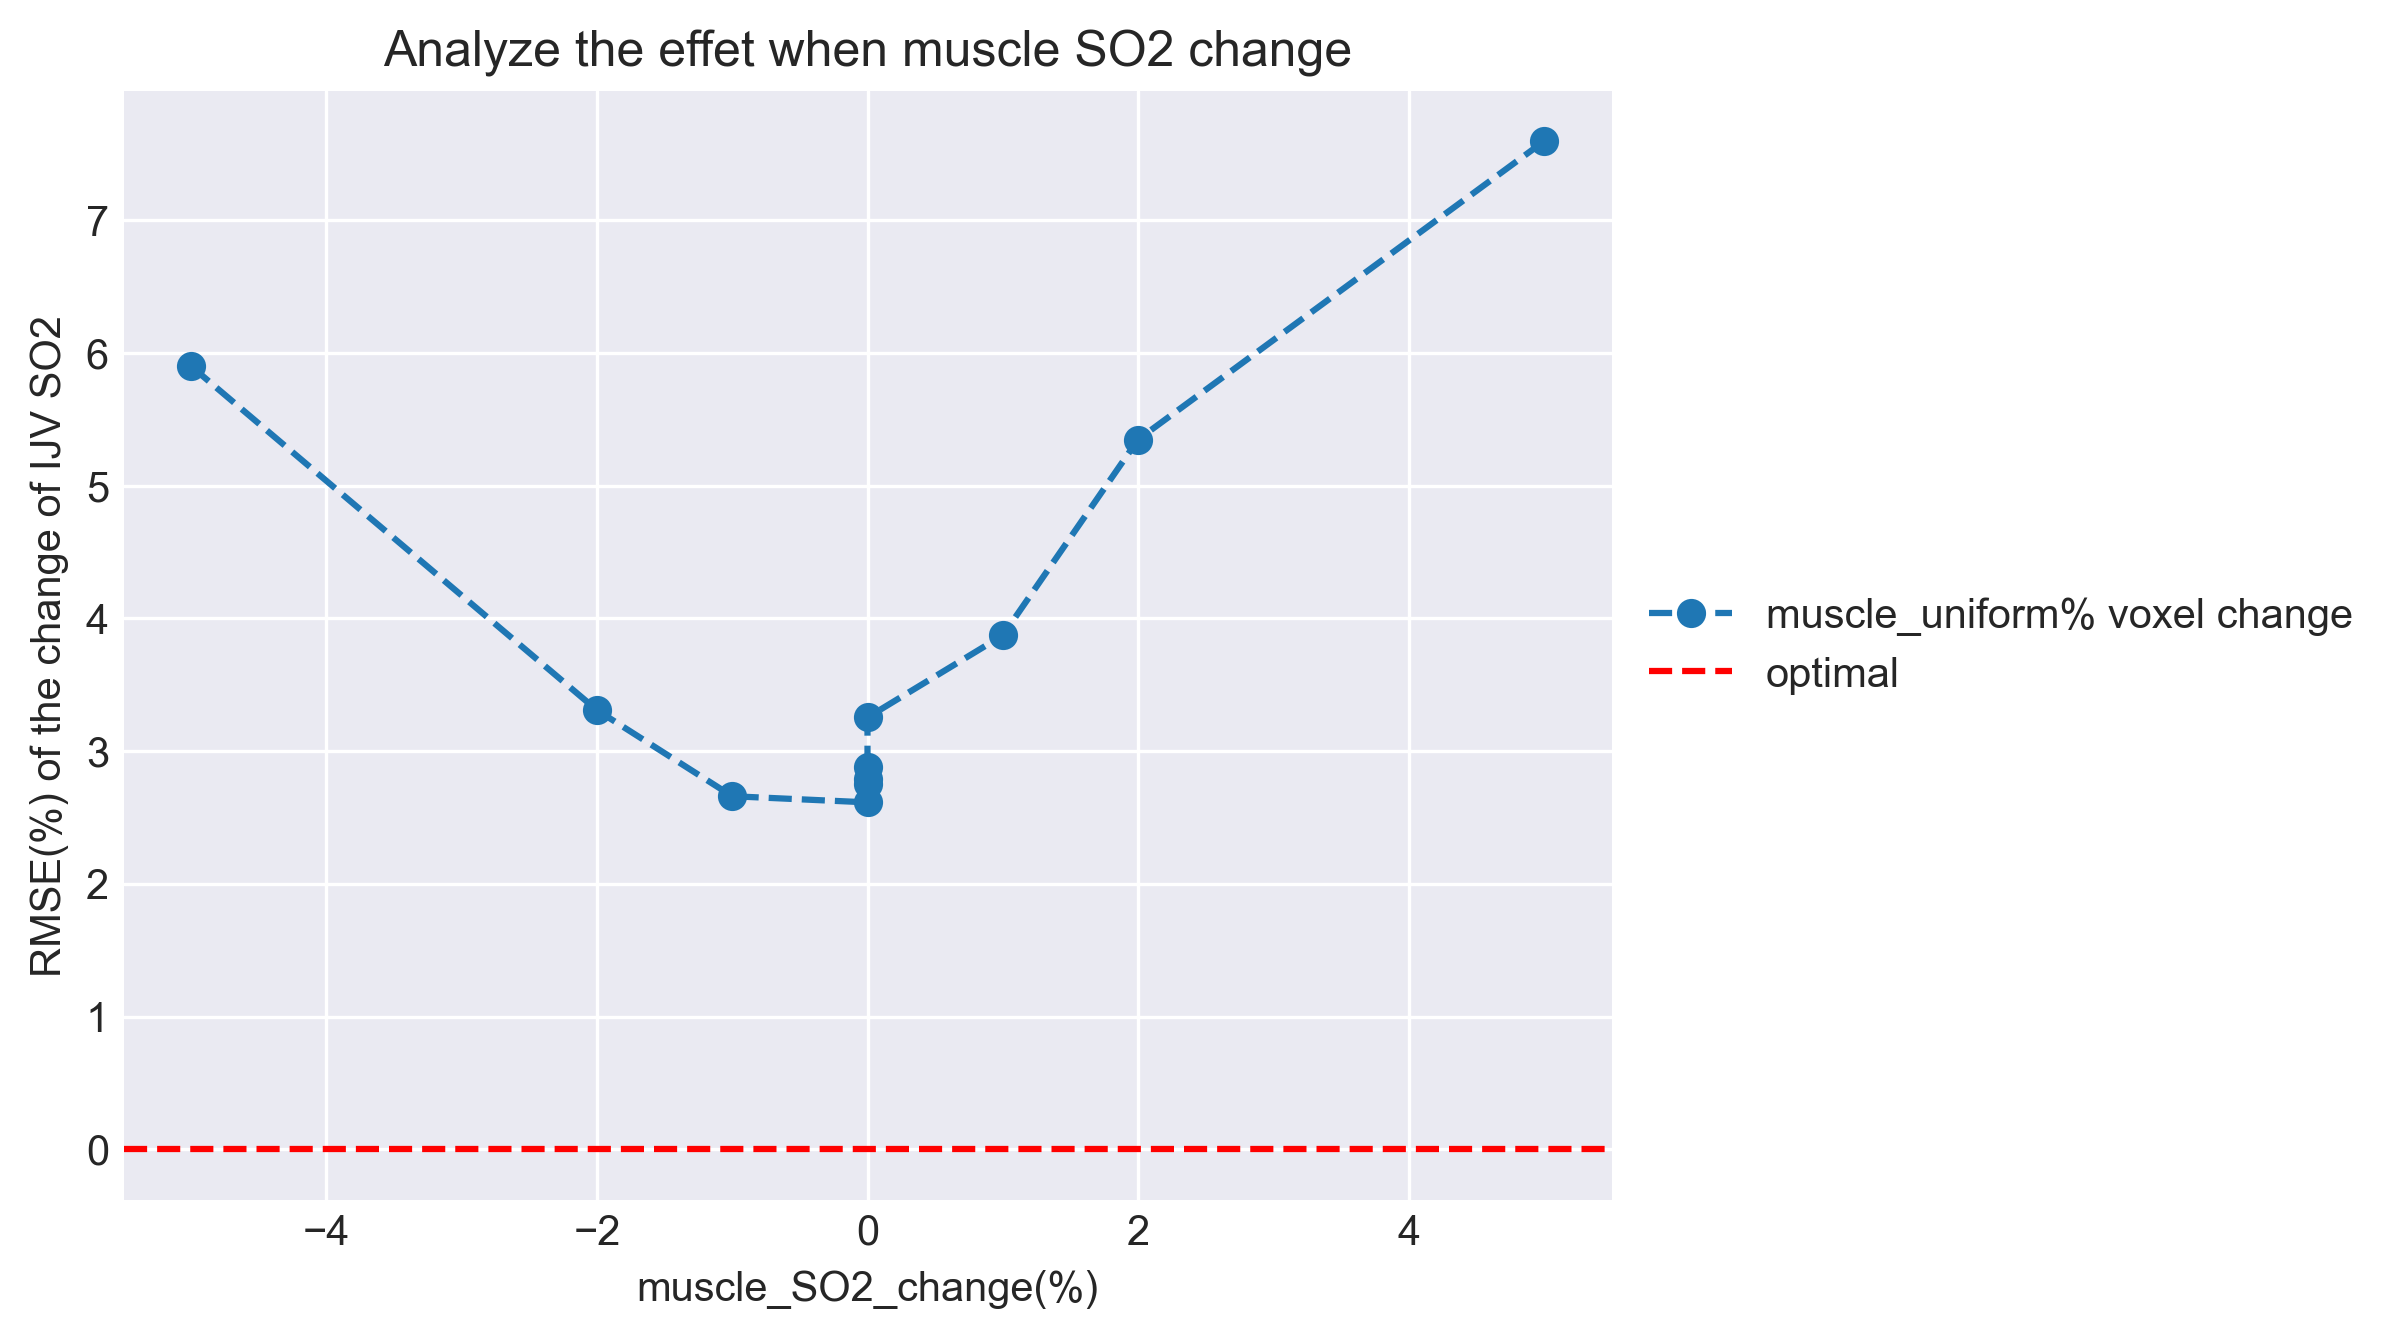 Analyze the effet when muscle SO2 change
RMSE(%) of the change of IJV SO2
7
6
5
4
3
2
1
0
−4
−2
0
2
4
muscle_SO2_change(%)
muscle_uniform% voxel change
optimal